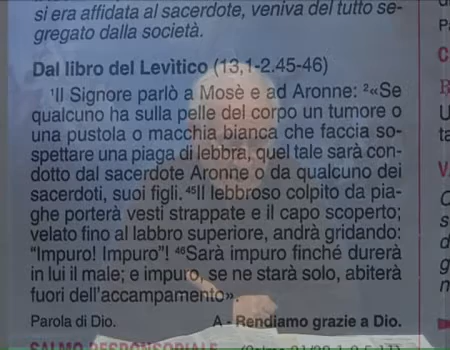 si era affidata al sacerdote, veniva del tutto se-
gregato dalla società.
Dal libro del Levìtico (13,1-2.45-46)
¹Il Signore parlò a Mosè e ad Aronne: ²«Se
qualcuno ha sulla pelle del corpo un tumore o
una pustola o macchia bianca che faccia so-
spettare una piaga di lebbra, quel tale sarà con-
dotto dal sacerdote Aronne o da qualcuno dei
sacerdoti, suoi figli. ⁴⁵Il lebbroso colpito da pia-
ghe porterà vesti strappate e il capo scoperto;
velato fino al labbro superiore, andrà gridando:
“Impuro! Impuro”! ⁴⁶Sarà impuro finché durerà
in lui il male; è impuro, se ne starà solo, abiterà
fuori dell'accampamento».
Parola di Dio. A - Rendiamo grazie a Dio.
SALMO RESPONSORIALE